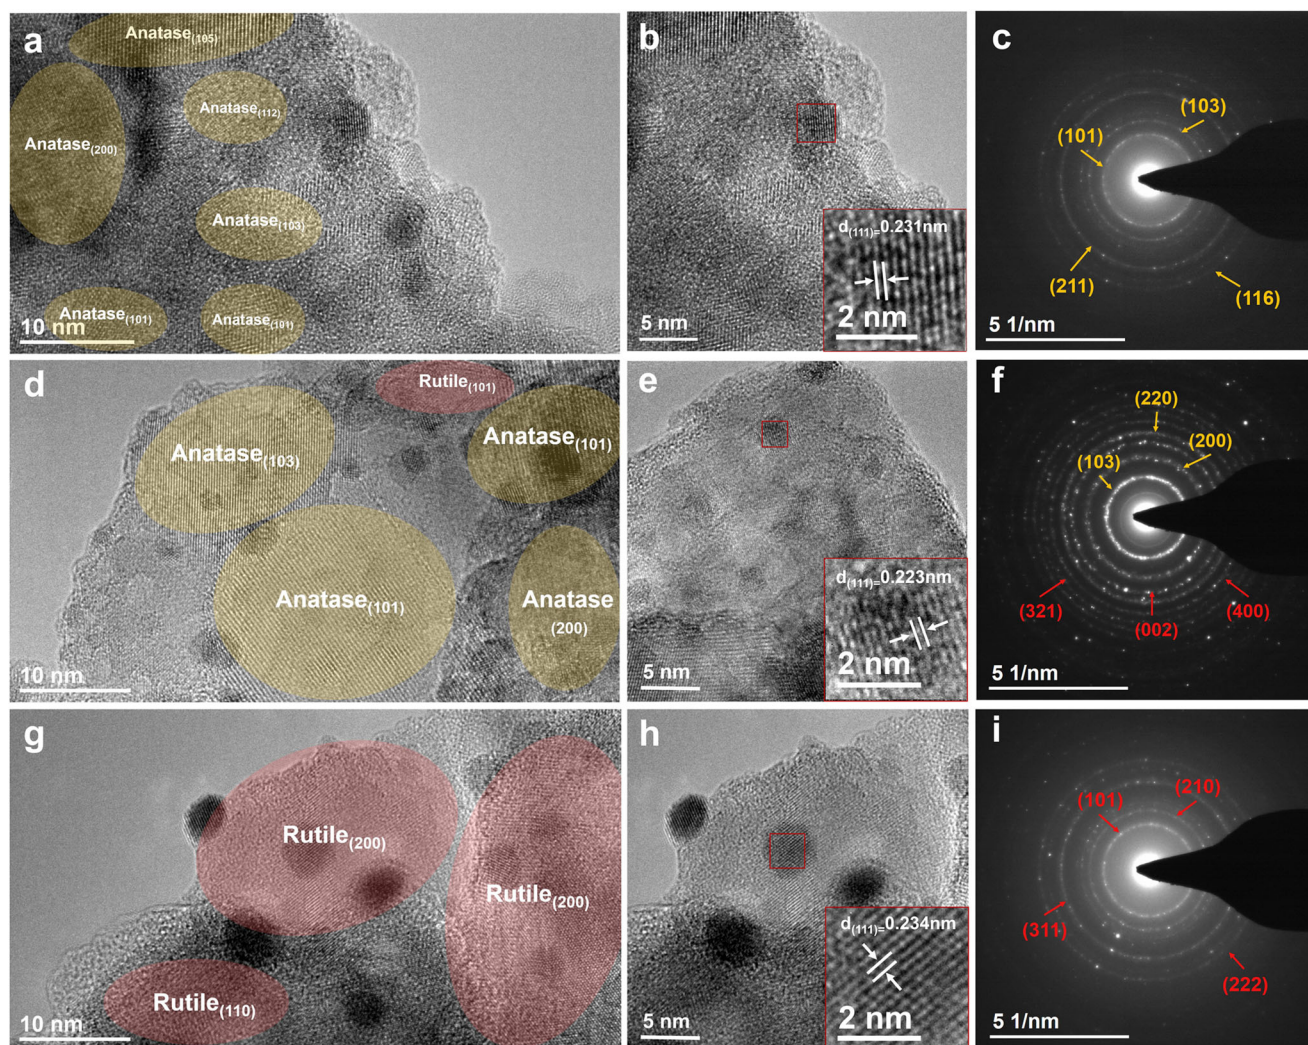 a
Anatase(105)
Anatase(112)
Anatase(200)
Anatase(103)
Anatase(101)
Anatase(101)
10 nm
b
d(111)=0.231nm
2 nm
5 nm
c
(103)
(101)
(211)
(116)
5 1/nm
d
Rutile(101)
Anatase(103)
Anatase(101)
Anatase(101)
Anatase
(200)
10 nm
e
d(111)=0.223nm
2 nm
5 nm
f
(220)
(200)
(103)
(321)
(002)
(400)
5 1/nm
g
Rutile(200)
Rutile(200)
Rutile(110)
10 nm
h
d(111)=0.234nm
2 nm
5 nm
i
(210)
(101)
(311)
(222)
5 1/nm